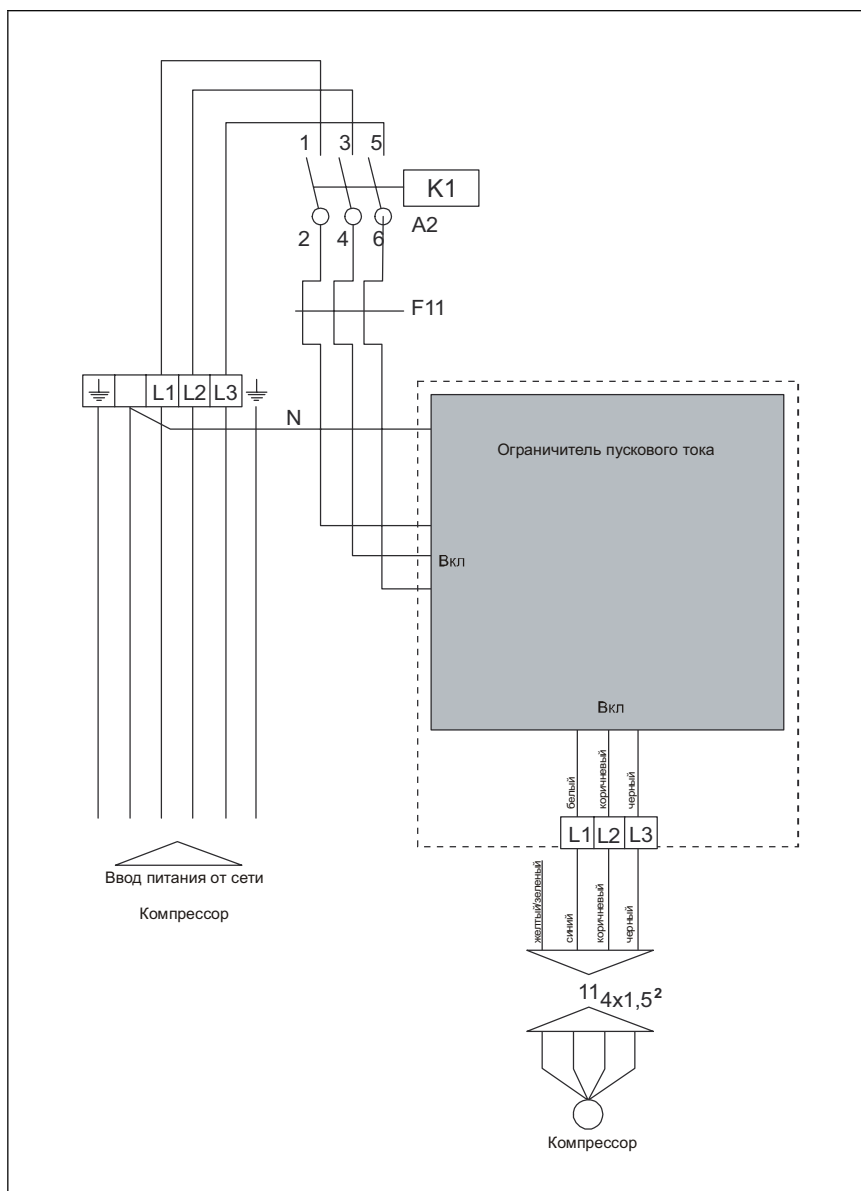 1 3 5
K1
A2
2 4 6
F11
L1 L2 L3
N
Ограничитель пускового тока
Вкл
Вкл
белый
коричневый
черный
L1 L2 L3
Ввод питания от сети
Компрессор
желтый/зеленый
синий
коричневый
черный
11 4x1,5²
Компрессор